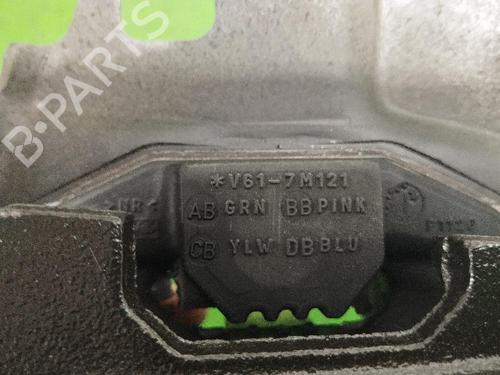 B-PARTS
*V61-7M121
AB GRN BB PINK
CB YLW DB BLU